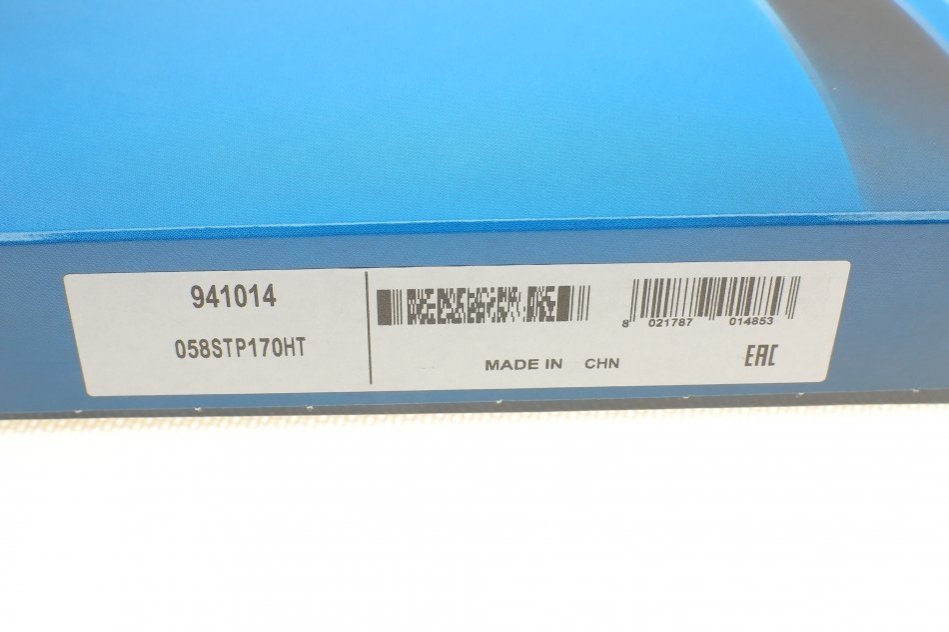 941014
058STP170HT
8 021787 014853
MADE IN CHN
EAC